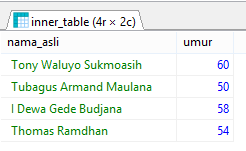 inner_table (4r × 2c)
nama_asli umur
Tony Waluyo Sukmoasih 60
Tubagus Armand Maulana 50
I Dewa Gede Budjana 58
Thomas Ramdhan 54